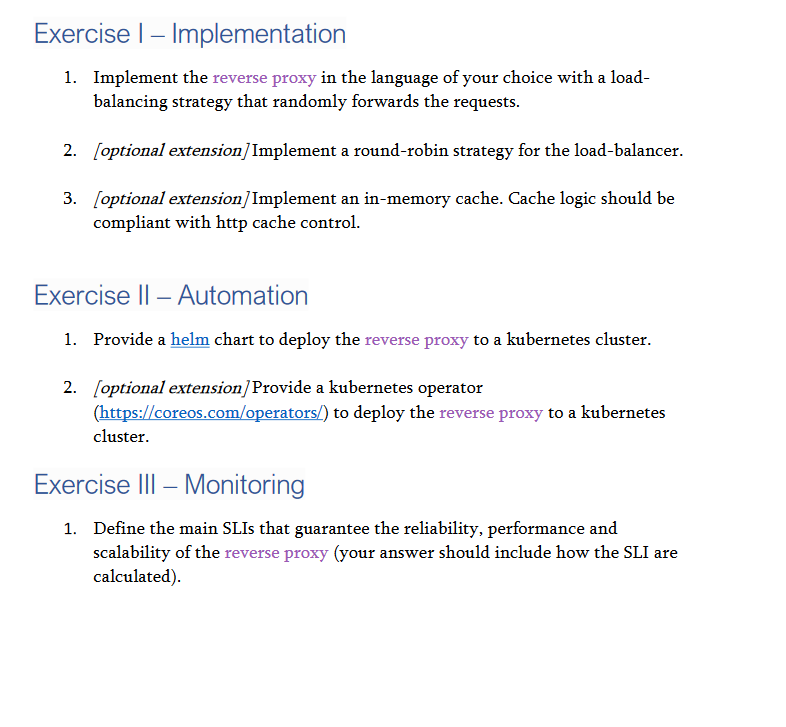 Exercise I – Implementation
1. Implement the reverse proxy in the language of your choice with a load-
balancing strategy that randomly forwards the requests.
2. [optional extension] Implement a round-robin strategy for the load-balancer.
3. [optional extension] Implement an in-memory cache. Cache logic should be
compliant with http cache control.
Exercise II – Automation
1. Provide a helm chart to deploy the reverse proxy to a kubernetes cluster.
2. [optional extension] Provide a kubernetes operator
(https://coreos.com/operators/) to deploy the reverse proxy to a kubernetes
cluster.
Exercise III – Monitoring
1. Define the main SLIs that guarantee the reliability, performance and
scalability of the reverse proxy (your answer should include how the SLI are
calculated).